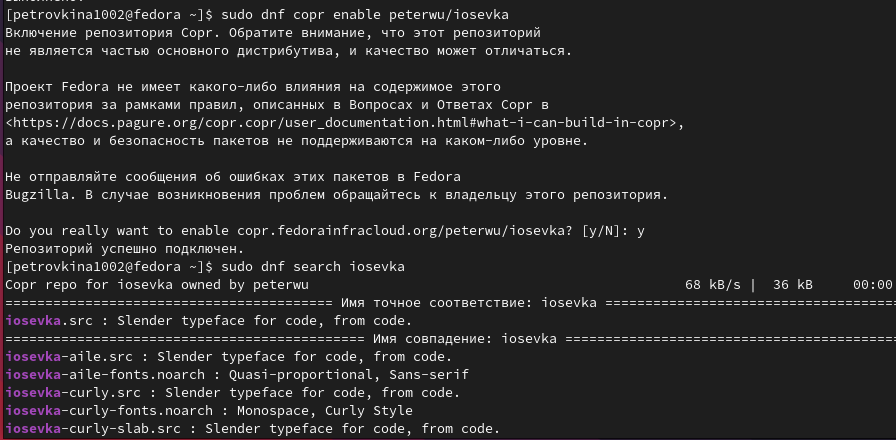 [petrovkina1002@fedora ~]$ sudo dnf copr enable peterwu/iosevka
Включение репозитория Copr. Обратите внимание, что этот репозиторий
не является частью основного дистрибутива, и качество может отличаться.
Проект Fedora не имеет какого-либо влияния на содержимое этого
репозитория за рамками правил, описанных в Вопросах и Ответах Copr в
<https://docs.pagure.org/copr.copr/user_documentation.html#what-i-can-build-in-copr>,
а качество и безопасность пакетов не поддерживаются на каком-либо уровне.
Не отправляйте сообщения об ошибках этих пакетов в Fedora
Bugzilla. В случае возникновения проблем обращайтесь к владельцу этого репозитория.
Do you really want to enable copr.fedorainfracloud.org/peterwu/iosevka? [y/N]: y
Репозиторий успешно подключен.
[petrovkina1002@fedora ~]$ sudo dnf search iosevka
Copr repo for iosevka owned by peterwu 68 kB/s | 36 kB 00:00
========================================= Имя точное соответствие: iosevka ====================================
iosevka.src : Slender typeface for code, from code.
============================================= Имя совпадение: iosevka =========================================
iosevka-aile.src : Slender typeface for code, from code.
iosevka-aile-fonts.noarch : Quasi-proportional, Sans-serif
iosevka-curly.src : Slender typeface for code, from code.
iosevka-curly-fonts.noarch : Monospace, Curly Style
iosevka-curly-slab.src : Slender typeface for code, from code.